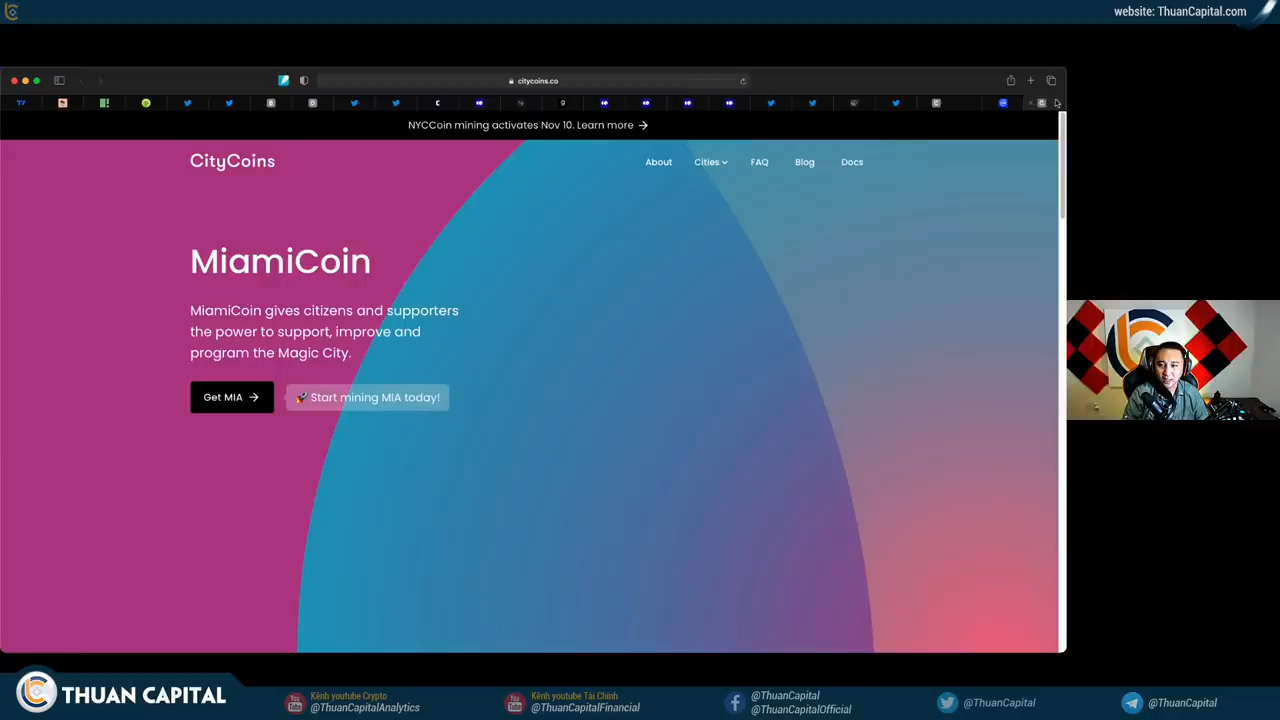 website: ThuanCapital.com
citycoins.co
NYCCoin mining activates Nov 10. Learn more →
CityCoins
About
Cities
FAQ
Blog
Docs
MiamiCoin
MiamiCoin gives citizens and supporters
the power to support, improve and
program the Magic City.
Get MIA →
🚀 Start mining MIA today!
THUAN CAPITAL
Kênh youtube Crypto
@ThuanCapitalAnalytics
Kênh youtube Tài Chính
@ThuanCapitalFinancial
@ThuanCapital
@ThuanCapitalOfficial
@ThuanCapital
@ThuanCapital